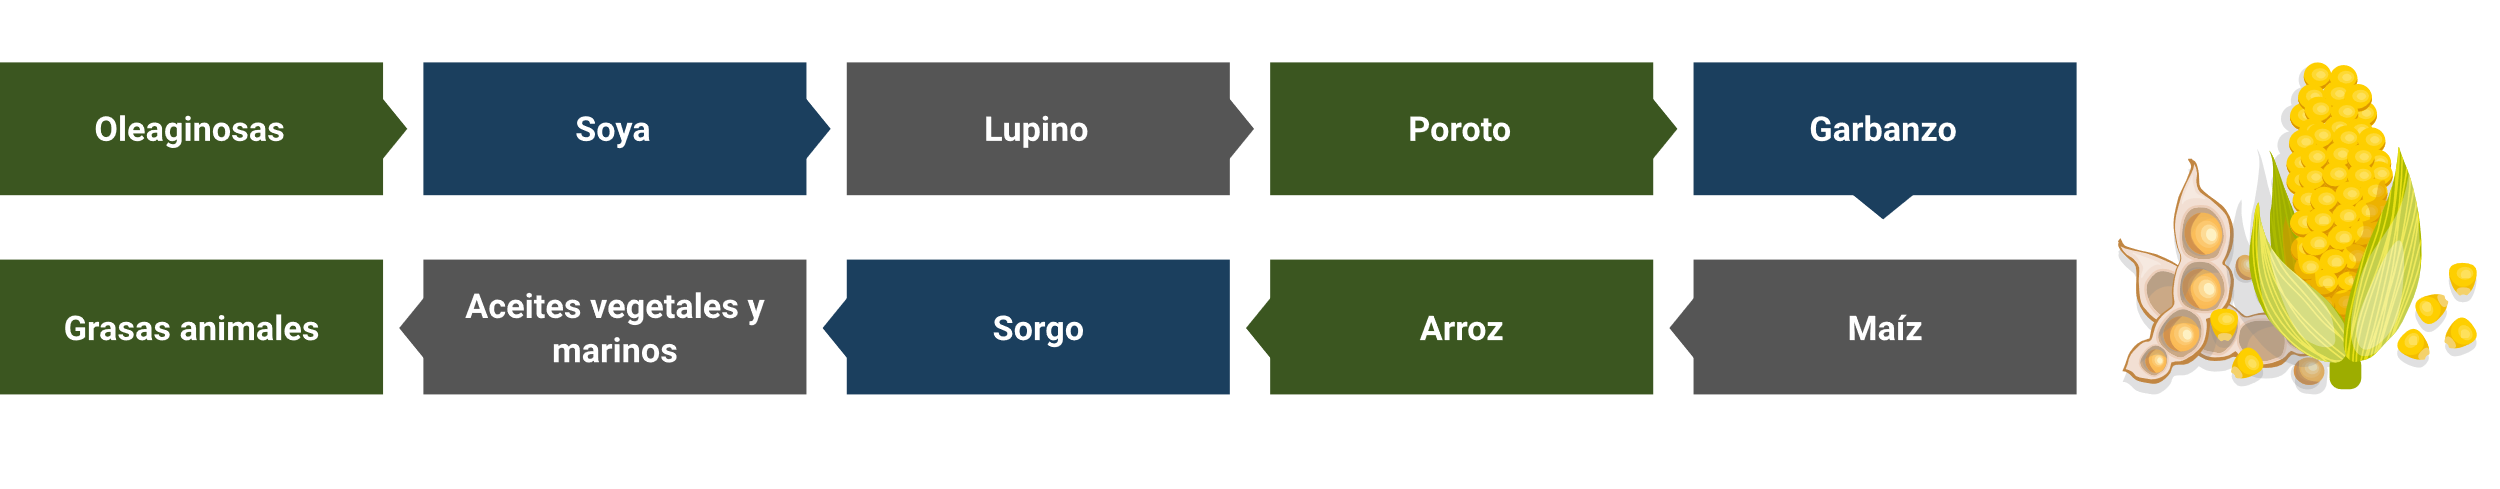 Oleaginosas
Soya
Lupino
Poroto
Garbanzo
Maíz
Arroz
Sorgo
Aceites vegetales y
marinos
Grasas animales